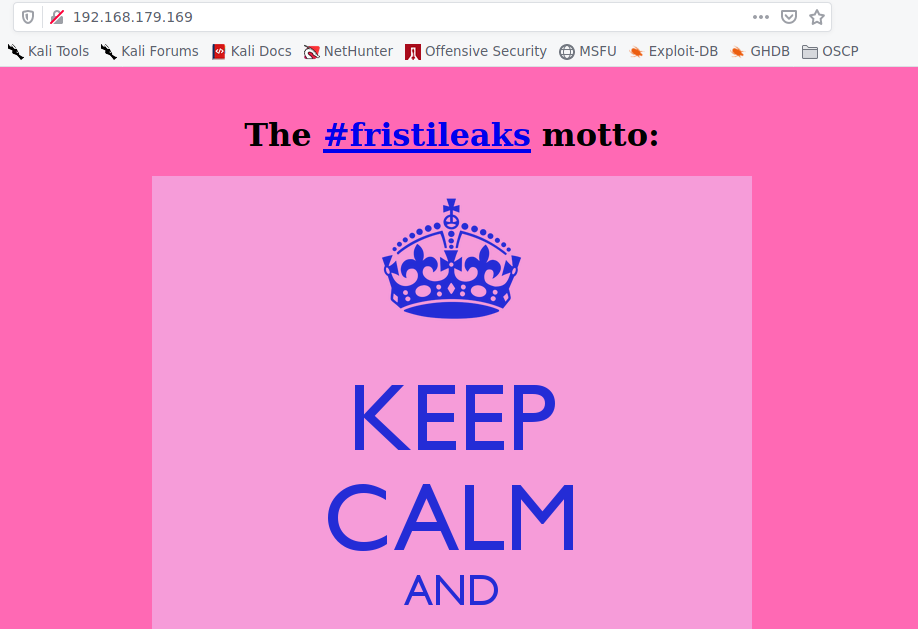 192.168.179.169
Kali Tools Kali Forums Kali Docs NetHunter Offensive Security MSFU Exploit-DB GHDB OSCP
The #fristileaks motto:
KEEP
CALM
AND